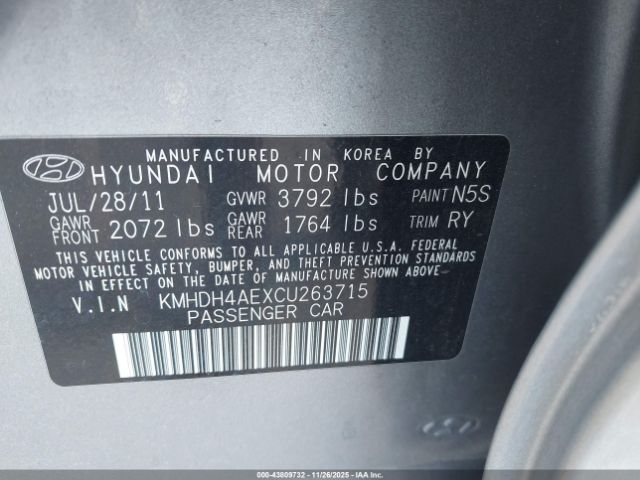 MANUFACTURED IN KOREA BY
HYUNDAI MOTOR COMPANY
JUL/28/11 GVWR 3792 lbs PAINT N5S
GAWR FRONT 2072 lbs GAWR REAR 1764 lbs TRIM RY
THIS VEHICLE CONFORMS TO ALL APPLICABLE U.S.A. FEDERAL
MOTOR VEHICLE SAFETY, BUMPER, AND THEFT PREVENTION STANDARDS
IN EFFECT ON THE DATE OF MANUFACTURE SHOWN ABOVE
V.I.N KMHDH4AEXCU263715
PASSENGER CAR
000-43809732 - 11/26/2025 - IAAI.COM